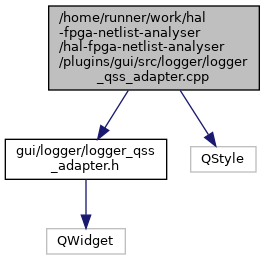 /home/runner/work/hal
-fpga-netlist-analyser
/hal-fpga-netlist-analyser
/plugins/gui/src/logger/logger
_qss_adapter.cpp
gui/logger/logger_qss
_adapter.h
QStyle
QWidget